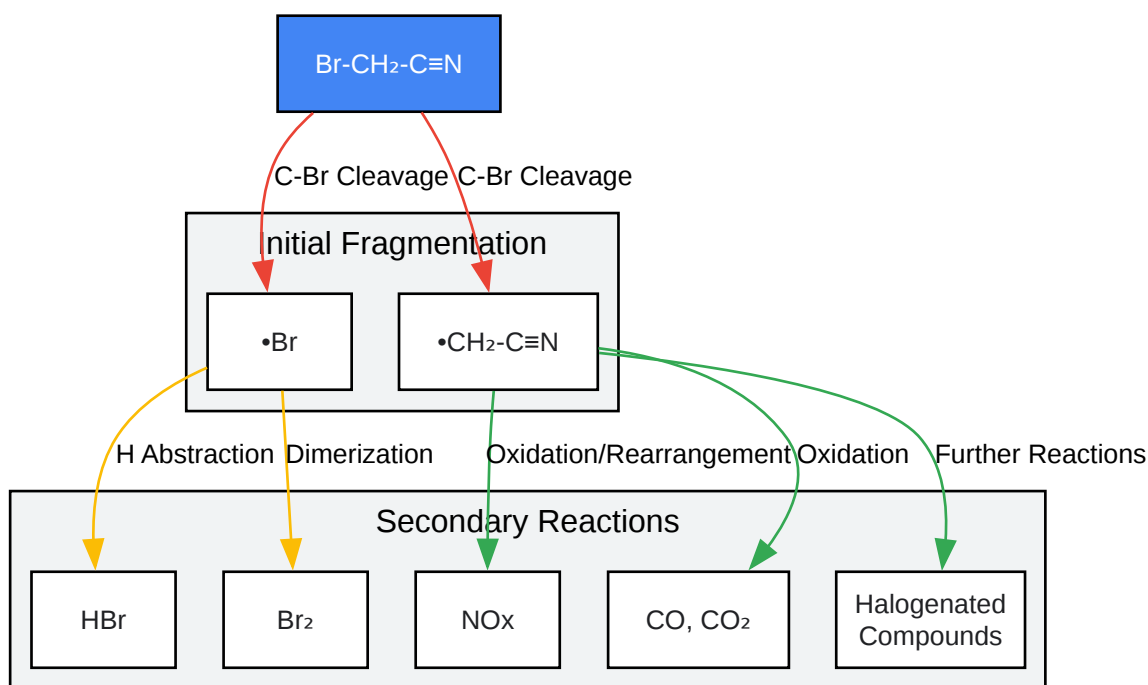 Br-CH₂-C≡N
C-Br Cleavage
C-Br Cleavage
Initial Fragmentation
•Br
•CH₂-C≡N
H Abstraction
Dimerization
Oxidation/Rearrangement
Oxidation
Further Reactions
Secondary Reactions
HBr
Br₂
NOx
CO, CO₂
Halogenated
Compounds